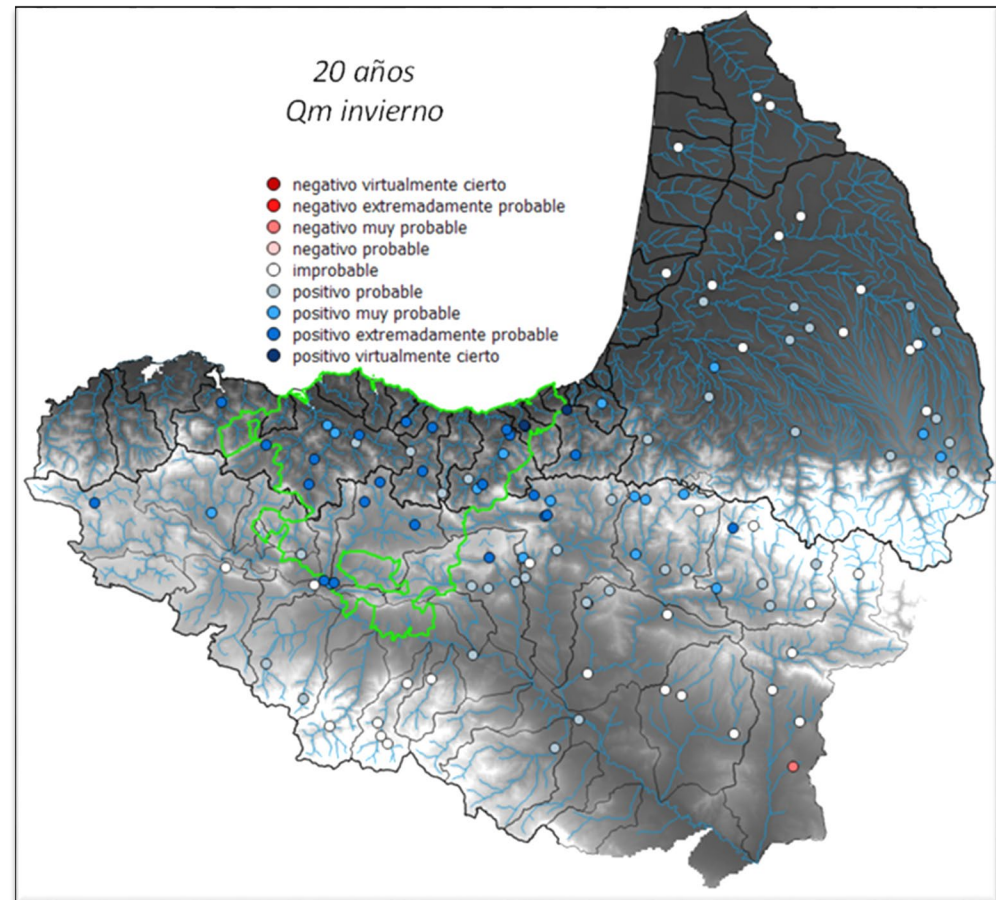 20 años
Qm invierno
negativo virtualmente cierto
negativo extremadamente probable
negativo muy probable
negativo probable
improbable
positivo probable
positivo muy probable
positivo extremadamente probable
positivo virtualmente cierto